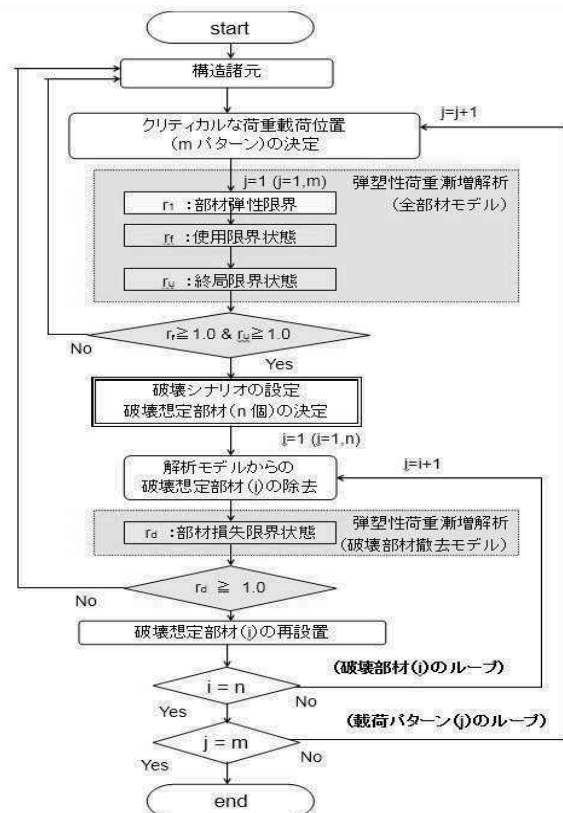 start
構造諸元
j=j+1
クリティカルな荷重載荷位置
(m パターン)の決定
j=1 (j=1,m)
弾塑性荷重漸増解析
(全部材モデル)
r1 :部材弾性限界
rf :使用限界状態
ru :終局限界状態
rf≧1.0 & ru≧1.0
No
Yes
破壊シナリオの設定
破壊想定部材(n 個)の決定
i=1 (i=1,n)
解析モデルからの
破壊想定部材(i)の除去
i=i+1
弾塑性荷重漸増解析
(破壊部材撤去モデル)
rd :部材損失限界状態
rd ≧ 1.0
No
Yes
破壊想定部材(i)の再設置
(破壊部材(i)のループ)
i = n
No
Yes
(載荷パターン(j)のループ)
j = m
No
Yes
end